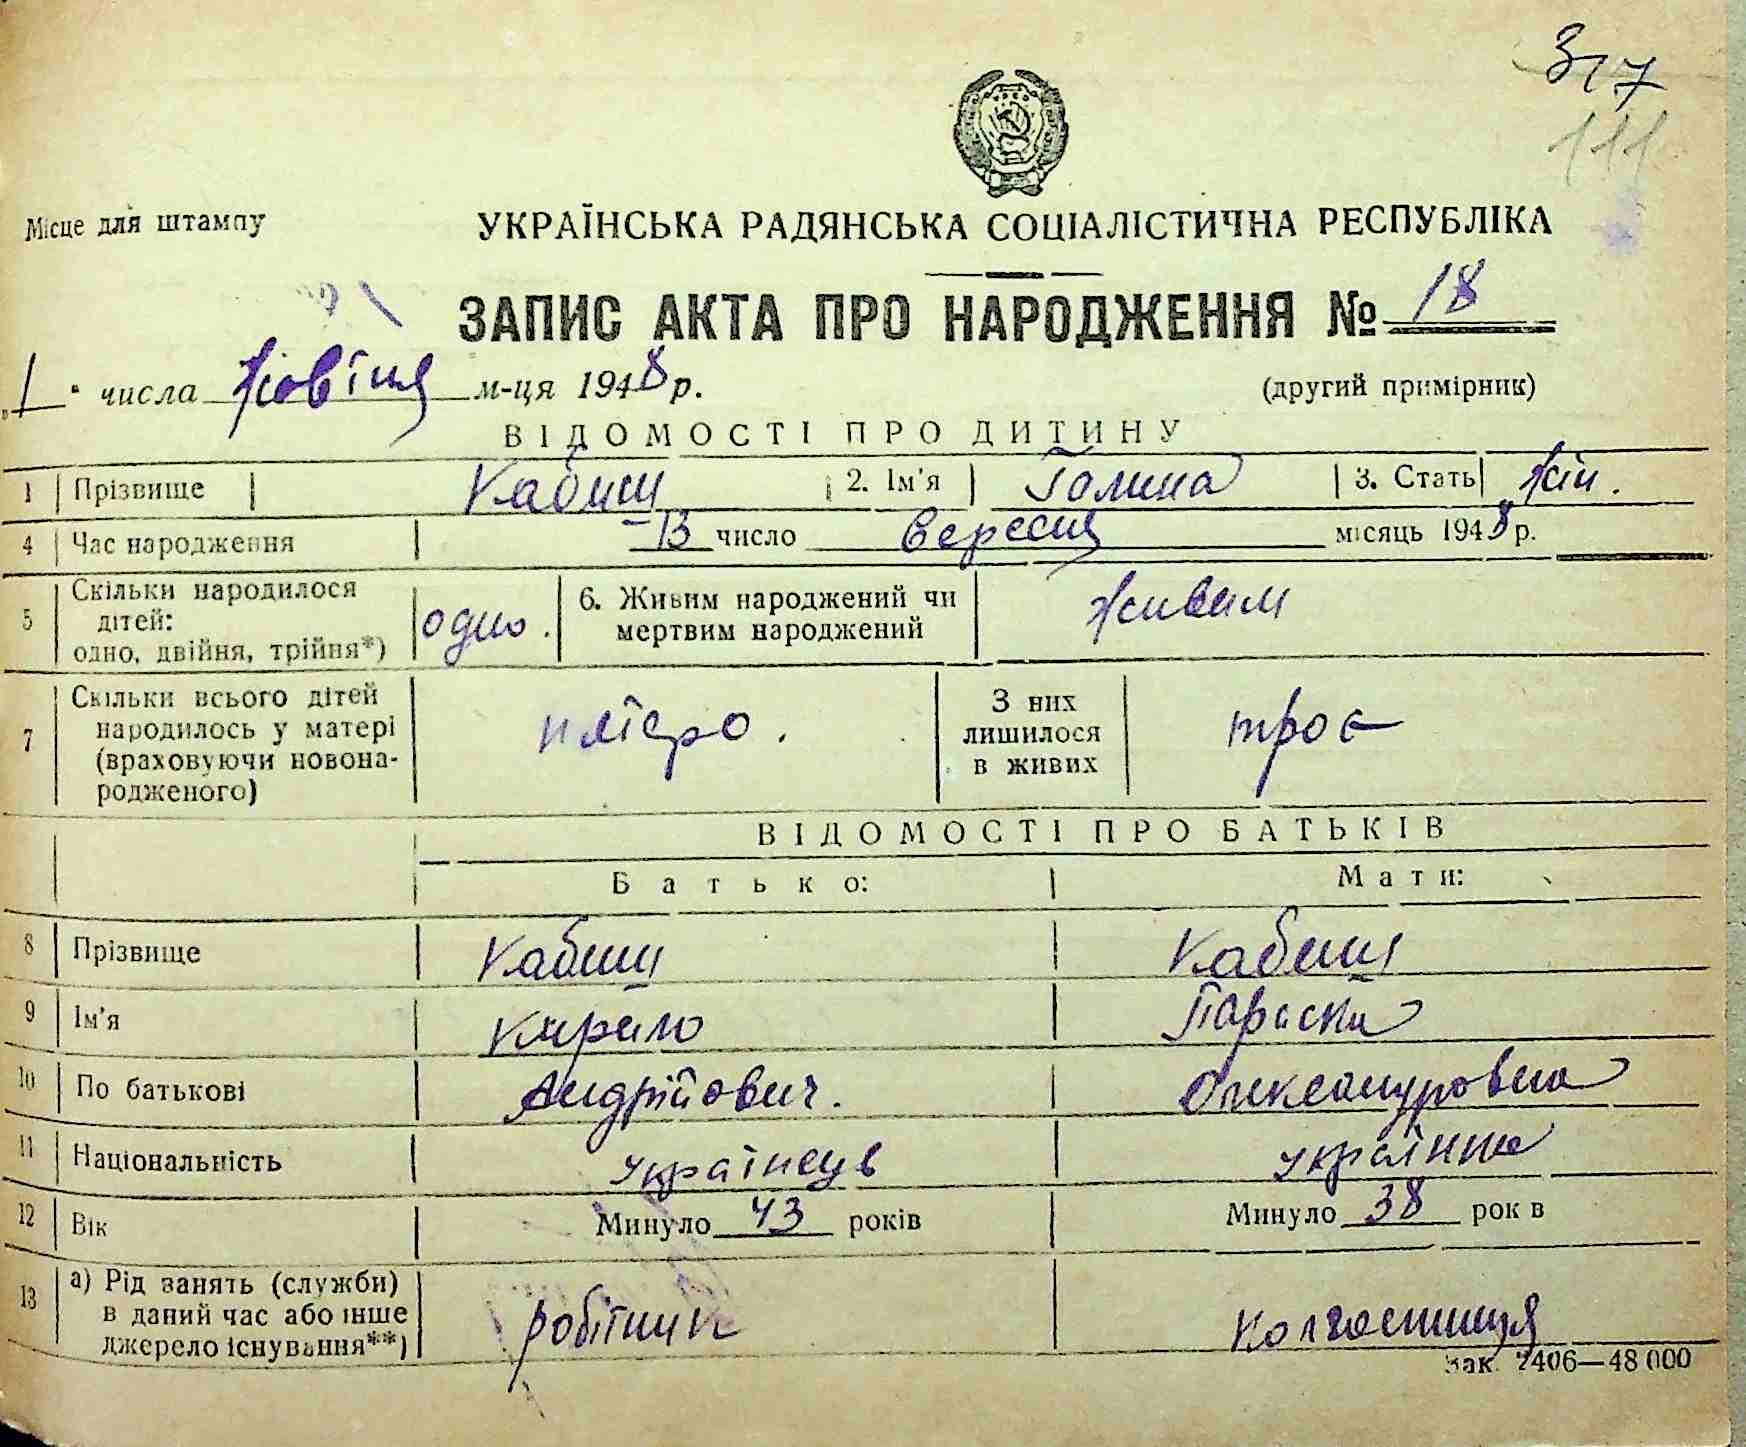 317
111
Місце для штампу
УКРАЇНСЬКА РАДЯНСЬКА СОЦІАЛІСТИЧНА РЕСПУБЛІКА
ЗАПИС АКТА ПРО НАРОДЖЕННЯ № 18
„1“ числа Жовтня м-ця 1948 р.
(другий примірник)
ВІДОМОСТІ ПРО ДИТИНУ
1 Прізвище Кабиш 2. Ім'я Галина 3. Стать жін.
4 Час народження 13 число Вересня місяць 1948 р.
5 Скільки народилося дітей: одно, двійня, трійня*) одно. 6. Живим народжений чи мертвим народжений живим
7 Скільки всього дітей народилось у матері (враховуючи новона-родженого) пятеро. З них лишилося в живих троє
ВІДОМОСТІ ПРО БАТЬКІВ
Батько: Мати:
8 Прізвище Кабиш Кабиш
9 Ім'я Кирило Параска
10 По батькові Андрійович. Олександровна
11 Національність українець українка
12 Вік Минуло 43 років Минуло 38 рок в
13 а) Рід занять (служби) в даний час або інше джерело існування**) робітник колгоспниця
Зак. 2406—48 000